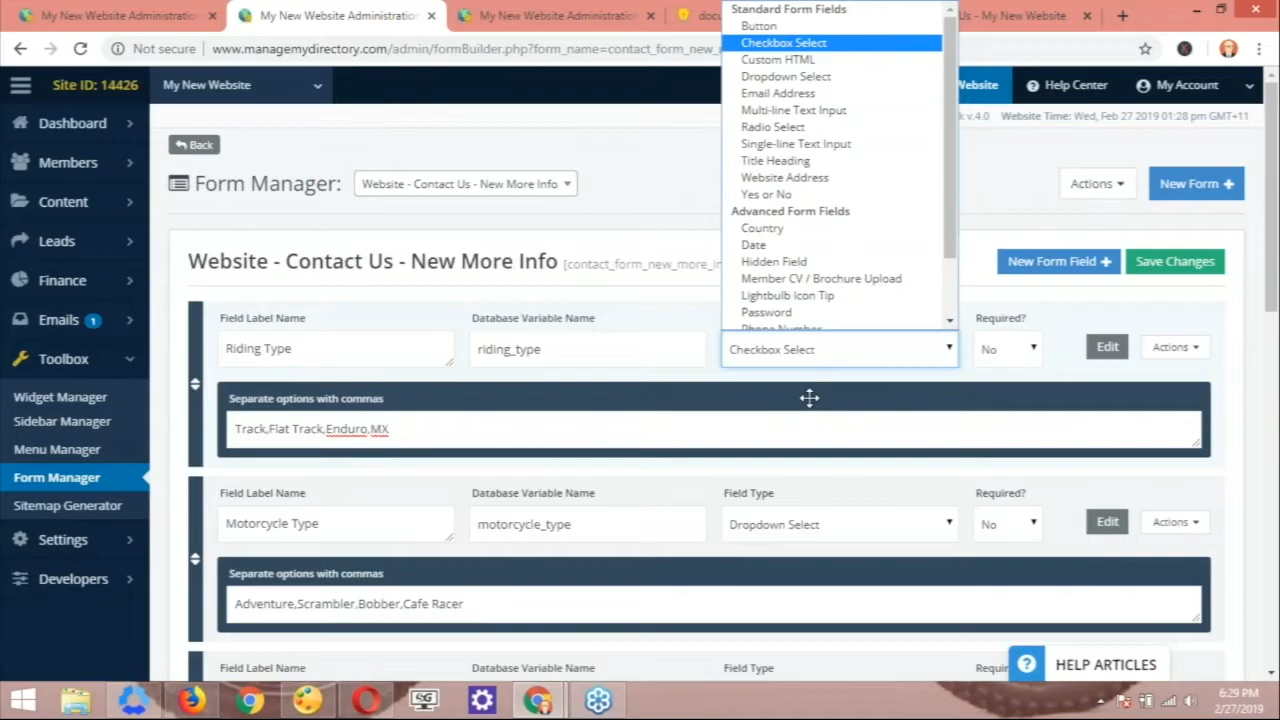 My New Website Administratio
My New Website Administratio
My New Website Administratio
docu
Us - My New Website
Not secure
www.managemydirectory.com/admin/formBuilder.php?form_name=contact_form_new_
Site ID: 14426
My New Website
Website
Help Center
My Account
k v.4.0
Website Time: Wed, Feb 27 2019 01:28 pm GMT+11
Dashboard
Members
Content
Leads
Finance
Emails 1
Toolbox
Widget Manager
Sidebar Manager
Menu Manager
Form Manager
Sitemap Generator
Settings
Developers
Back
Form Manager:
Website - Contact Us - New More Info
Actions
New Form
Website - Contact Us - New More Info
[contact_form_new_more_in
New Form Field
Save Changes
Standard Form Fields
Button
Checkbox Select
Custom HTML
Dropdown Select
Email Address
Multi-line Text Input
Radio Select
Single-line Text Input
Title Heading
Website Address
Yes or No
Advanced Form Fields
Country
Date
Hidden Field
Member CV / Brochure Upload
Lightbulb Icon Tip
Password
Phone Number
Field Label Name
Database Variable Name
Required?
Riding Type
riding_type
Checkbox Select
No
Edit
Actions
Separate options with commas
Track,Flat Track,Enduro,MX
Field Label Name
Database Variable Name
Field Type
Required?
Motorcycle Type
motorcycle_type
Dropdown Select
No
Edit
Actions
Separate options with commas
Adventure,Scrambler,Bobber,Cafe Racer
Field Label Name
Database Variable Name
Field Type
Requir
HELP ARTICLES
SG
6:29 PM
2/27/2019